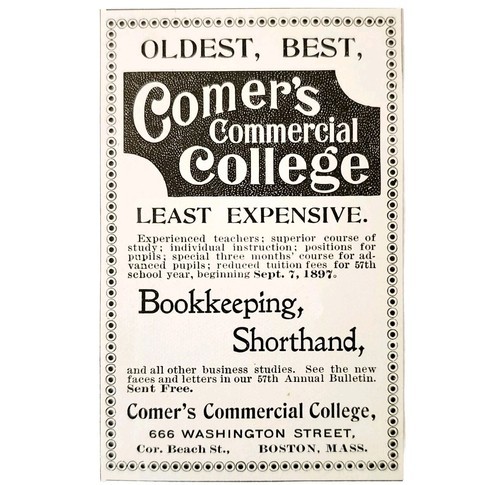 OLDEST, BEST,
Comer's
Commercial
College
LEAST EXPENSIVE.
Experienced teachers; superior course of
study; individual instruction; positions for
pupils; special three months' course for ad-
vanced pupils; reduced tuition fees for 57th
school year, beginning Sept. 7, 1897.
Bookkeeping,
Shorthand,
and all other business studies. See the new
faces and letters in our 57th Annual Bulletin.
Sent Free.
Comer's Commercial College,
666 WASHINGTON STREET,
Cor. Beach St., BOSTON, MASS.